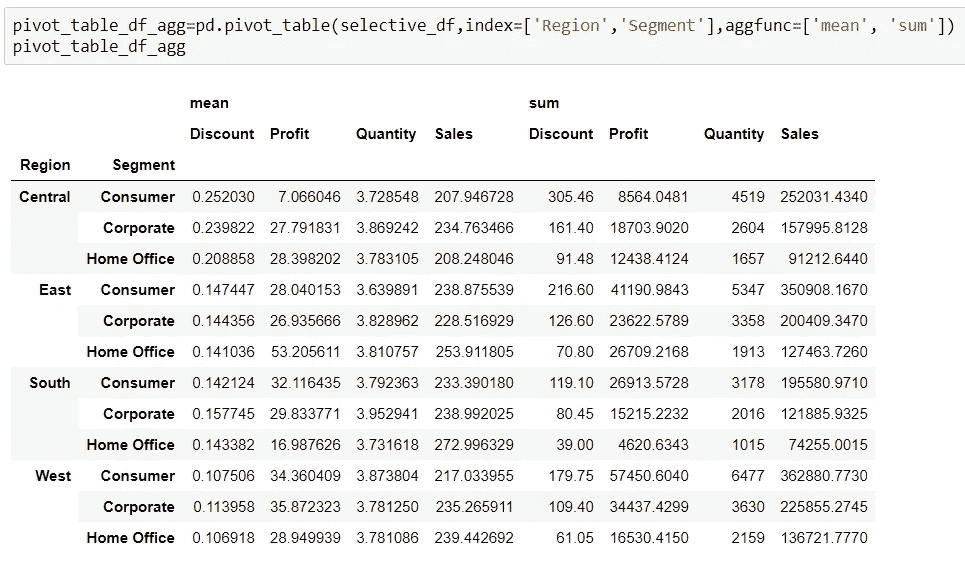 pivot_table_df_agg=pd.pivot_table(selective_df,index=['Region','Segment'],aggfunc=['mean', 'sum'])
pivot_table_df_agg
mean sum
Discount Profit Quantity Sales Discount Profit Quantity Sales
Region Segment
Central Consumer 0.252030 7.066046 3.728548 207.946728 305.46 8564.0481 4519 252031.4340
Corporate 0.239822 27.791831 3.869242 234.763466 161.40 18703.9020 2604 157995.8128
Home Office 0.208858 28.398202 3.783105 208.248046 91.48 12438.4124 1657 91212.6440
East Consumer 0.147447 28.040153 3.639891 238.875539 216.60 41190.9843 5347 350908.1670
Corporate 0.144356 26.935666 3.828962 228.516929 126.60 23622.5789 3358 200409.3470
Home Office 0.141036 53.205611 3.810757 253.911805 70.80 26709.2168 1913 127463.7260
South Consumer 0.142124 32.116435 3.792363 233.390180 119.10 26913.5728 3178 195580.9710
Corporate 0.157745 29.833771 3.952941 238.992025 80.45 15215.2232 2016 121885.9325
Home Office 0.143382 16.987626 3.731618 272.996329 39.00 4620.6343 1015 74255.0015
West Consumer 0.107506 34.360409 3.873804 217.033955 179.75 57450.6040 6477 362880.7730
Corporate 0.113958 35.872323 3.781250 235.265911 109.40 34437.4299 3630 225855.2745
Home Office 0.106918 28.949939 3.781086 239.442692 61.05 16530.4150 2159 136721.7770